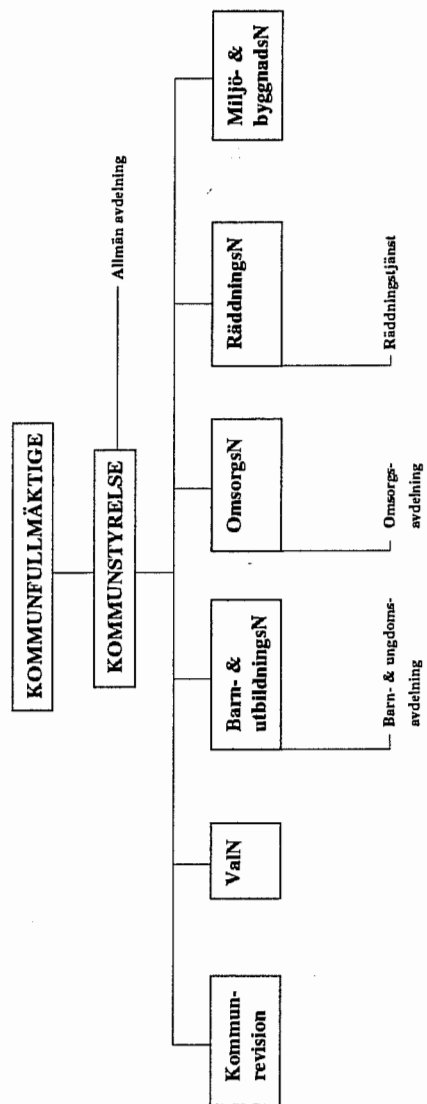 KOMMUNFULLMÄKTIGE
KOMMUNSTYRELSE
Allmän avdelning
Kommun-
revision
ValN
Barn- &
utbildningsN
OmsorgsN
RäddningsN
Miljö- &
byggnadsN
Barn- & ungdoms-
avdelning
Omsorgs-
avdelning
Räddningstjänst